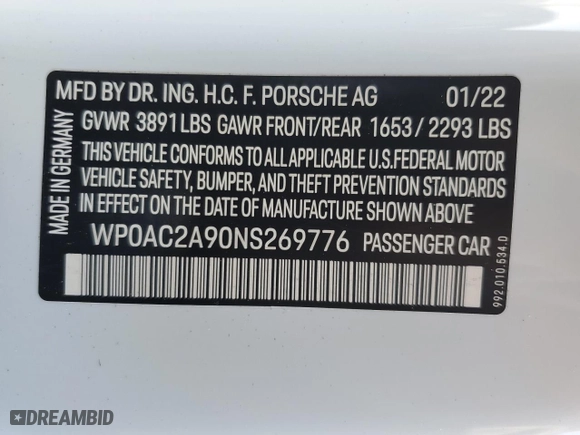 MFD BY DR. ING. H.C. F. PORSCHE AG 01/22
GVWR 3891 LBS GAWR FRONT/REAR 1653 / 2293 LBS
THIS VEHICLE CONFORMS TO ALL APPLICABLE U.S. FEDERAL MOTOR
VEHICLE SAFETY, BUMPER, AND THEFT PREVENTION STANDARDS
IN EFFECT ON THE DATE OF MANUFACTURE SHOWN ABOVE
WP0AC2A90NS269776 PASSENGER CAR
MADE IN GERMANY
992.010.534.D
DREAMBID